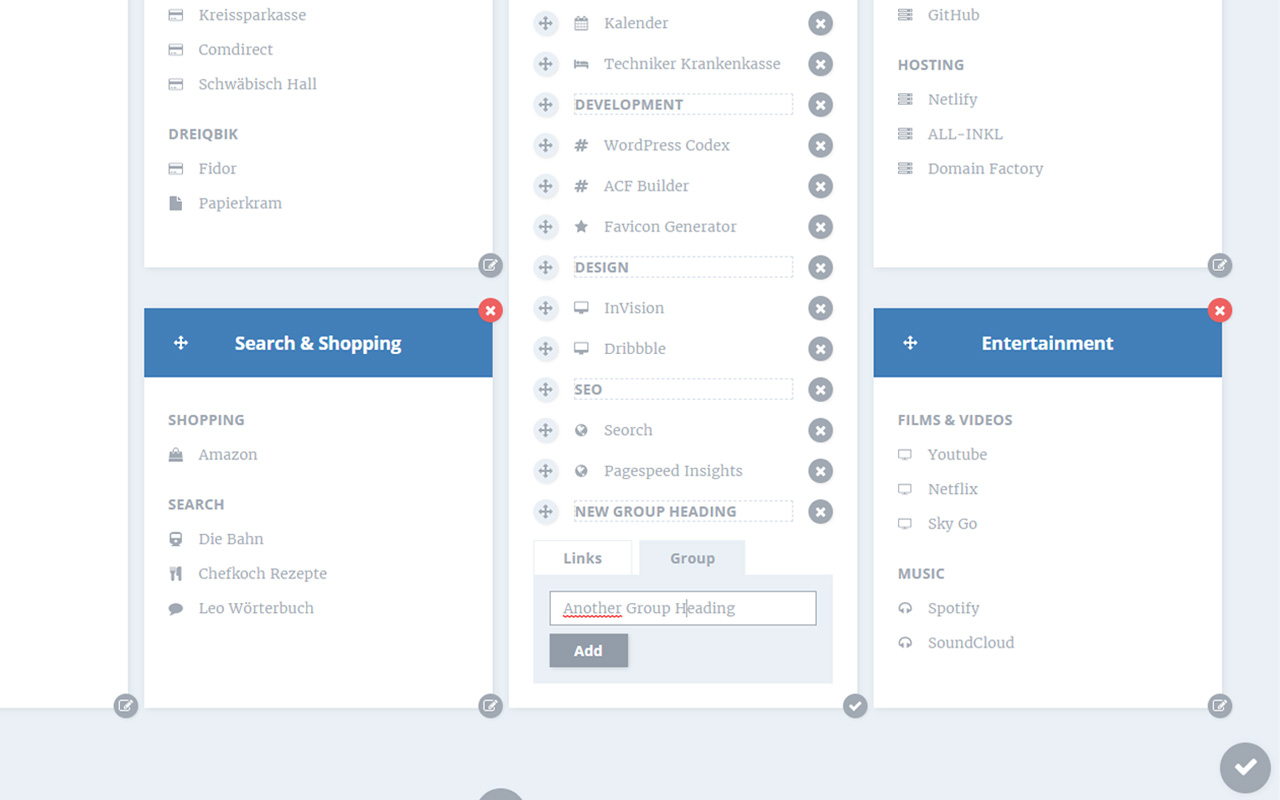 Kreissparkasse
Comdirect
Schwäbisch Hall
DREIQBIK
Fidor
Papierkram
Search & Shopping
SHOPPING
Amazon
SEARCH
Die Bahn
Chefkoch Rezepte
Leo Wörterbuch
Kalender
Techniker Krankenkasse
DEVELOPMENT
WordPress Codex
ACF Builder
Favicon Generator
DESIGN
InVision
Dribbble
SEO
Seorch
Pagespeed Insights
NEW GROUP HEADING
Links Group
Another Group Heading
Add
GitHub
HOSTING
Netlify
ALL-INKL
Domain Factory
Entertainment
FILMS & VIDEOS
Youtube
Netflix
Sky Go
MUSIC
Spotify
SoundCloud